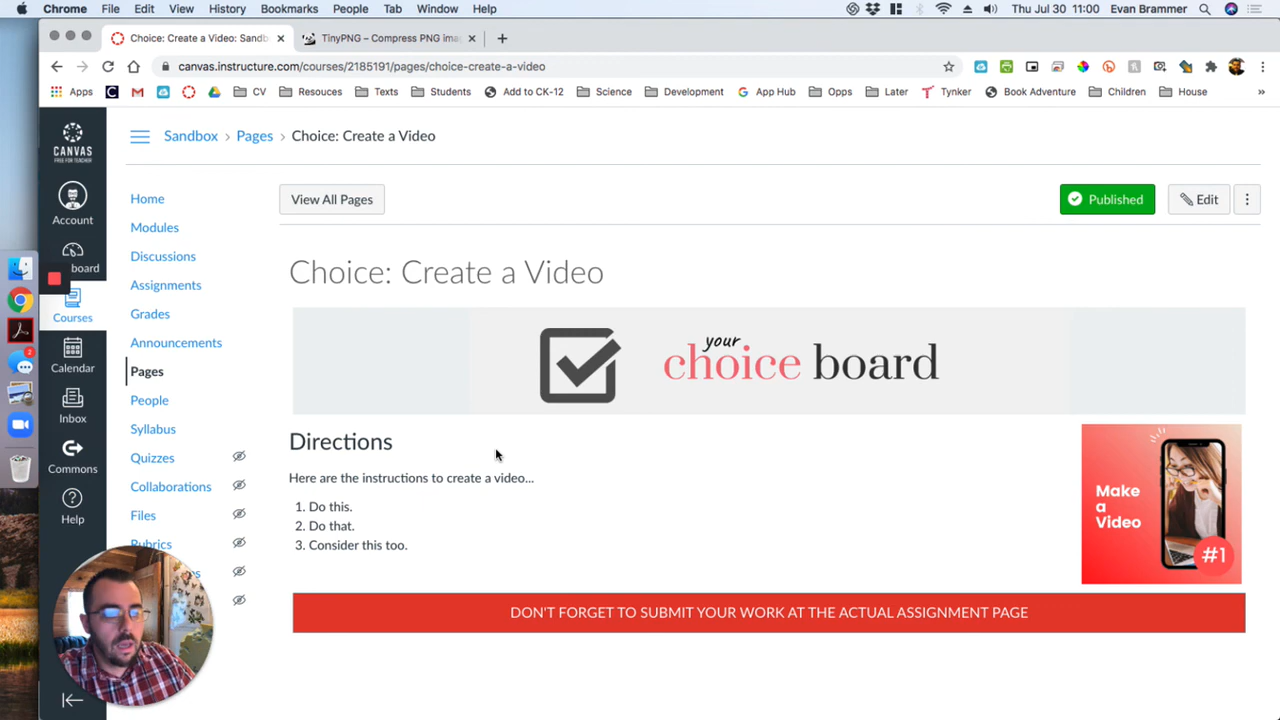 Chrome File Edit View History Bookmarks People Tab Window Help Thu Jul 30 11:00 Evan Brammer
Choice: Create a Video: Sandb TinyPNG – Compress PNG ima
canvas.instructure.com/courses/2185191/pages/choice-create-a-video
Apps CV Resouces Texts Students Add to CK-12 Science Development App Hub Opps Later Tynker Book Adventure Children House »
CANVAS
FREE FOR TEACHER
Account
board
Courses
Calendar
Inbox
Commons
Help
2
Sandbox > Pages > Choice: Create a Video
Home
Modules
Discussions
Assignments
Grades
Announcements
Pages
People
Syllabus
Quizzes
Collaborations
Files
Rubrics
View All Pages
Published
Edit
Choice: Create a Video
your
choice board
Directions
Here are the instructions to create a video...
1. Do this.
2. Do that.
3. Consider this too.
Make
a
Video
#1
DON'T FORGET TO SUBMIT YOUR WORK AT THE ACTUAL ASSIGNMENT PAGE